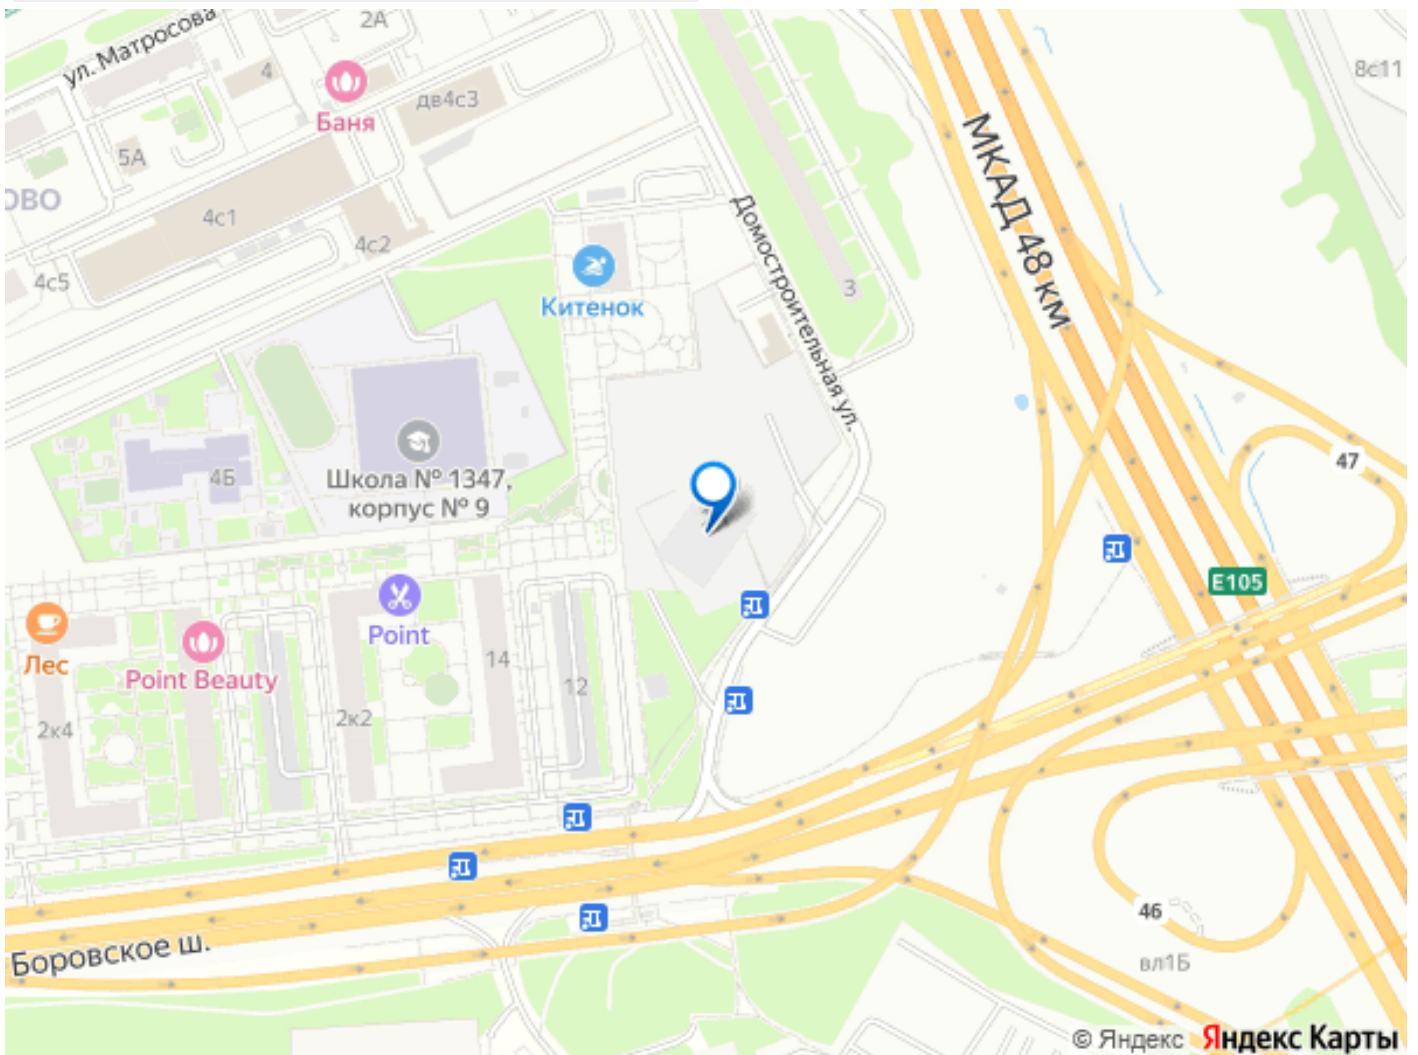 ул. Матросова
2А
4
Баня
дв4с3
8с11
МКАД 48 км
5А
ОВО
4с1
4с2
4с5
Домостроительная ул.
3
Китенок
47
4Б
Школа № 1347,
корпус № 9
Е105
Point
Лес
Point Beauty
14
12
2к4
2к2
46
Боровское ш.
вл1Б
© Яндекс Яндекс Карты